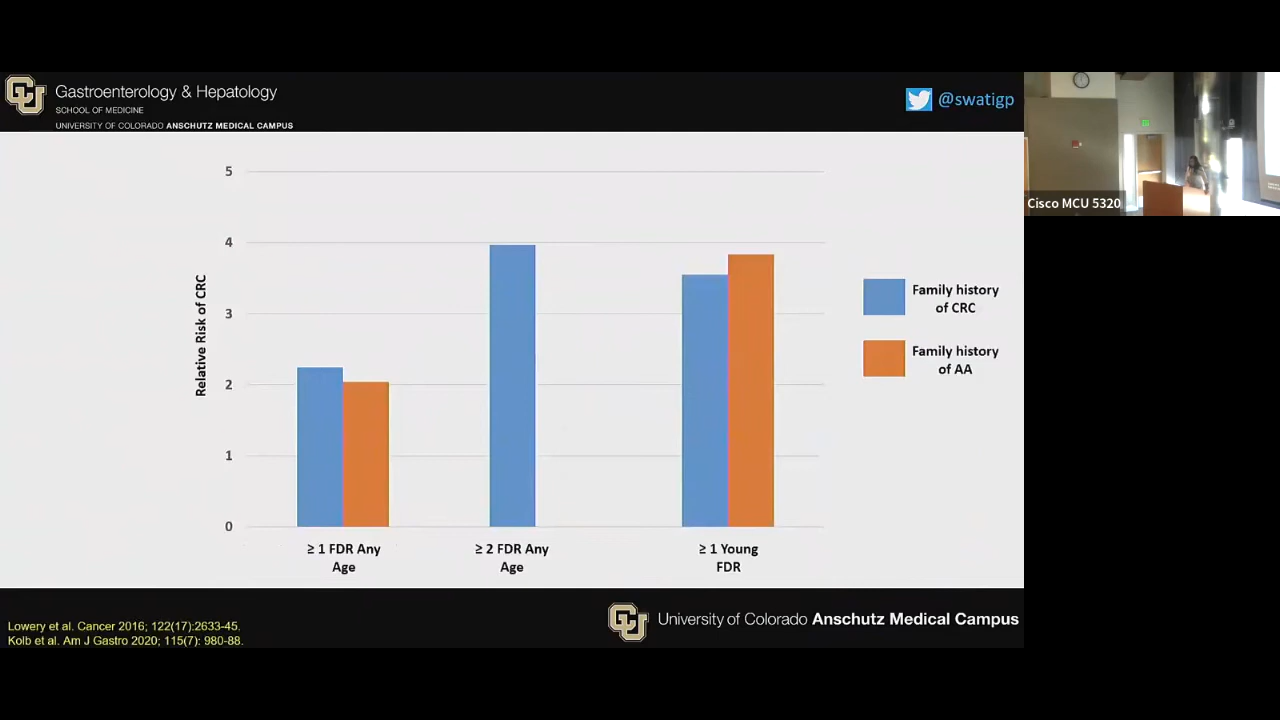 Gastroenterology & Hepatology
SCHOOL OF MEDICINE
UNIVERSITY OF COLORADO ANSCHUTZ MEDICAL CAMPUS
@swatigp
Cisco MCU 5320
5
4
3
2
1
0
Relative Risk of CRC
≥ 1 FDR Any
Age
≥ 2 FDR Any
Age
≥ 1 Young
FDR
Family history
of CRC
Family history
of AA
Lowery et al. Cancer 2016; 122(17):2633-45.
Kolb et al. Am J Gastro 2020; 115(7): 980-88.
University of Colorado Anschutz Medical Campus